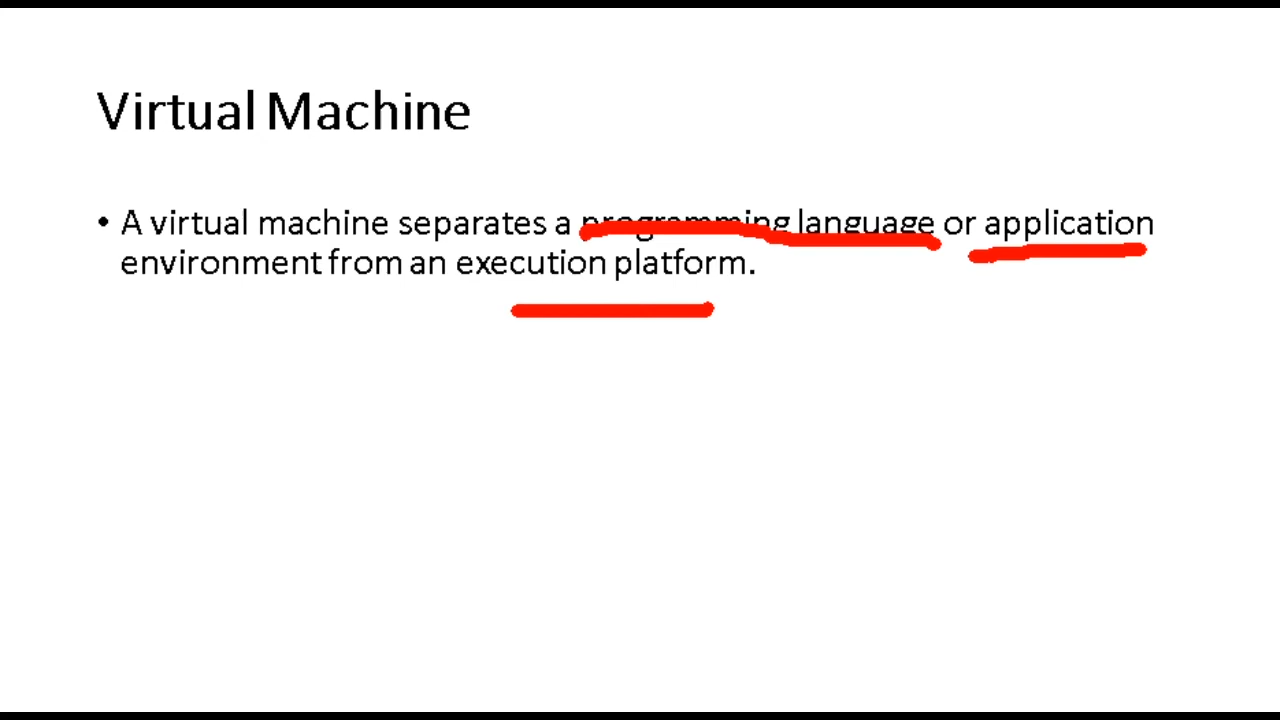 Virtual Machine
• A virtual machine separates a programming language or application
environment from an execution platform.